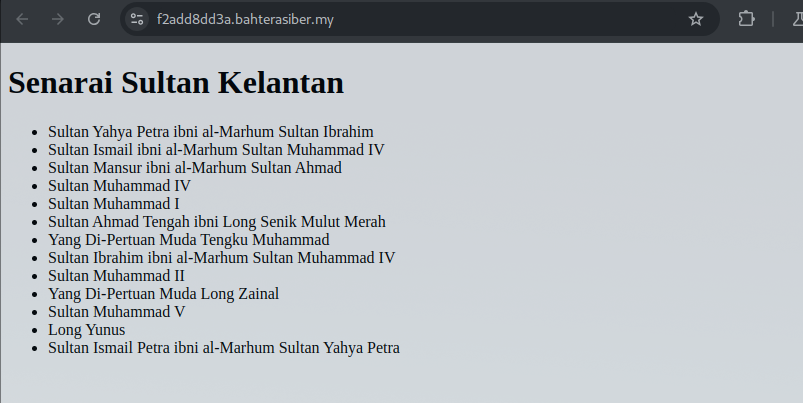 f2add8dd3a.bahterasiber.my
Senarai Sultan Kelantan
Sultan Yahya Petra ibni al-Marhum Sultan Ibrahim
Sultan Ismail ibni al-Marhum Sultan Muhammad IV
Sultan Mansur ibni al-Marhum Sultan Ahmad
Sultan Muhammad IV
Sultan Muhammad I
Sultan Ahmad Tengah ibni Long Senik Mulut Merah
Yang Di-Pertuan Muda Tengku Muhammad
Sultan Ibrahim ibni al-Marhum Sultan Muhammad IV
Sultan Muhammad II
Yang Di-Pertuan Muda Long Zainal
Sultan Muhammad V
Long Yunus
Sultan Ismail Petra ibni al-Marhum Sultan Yahya Petra